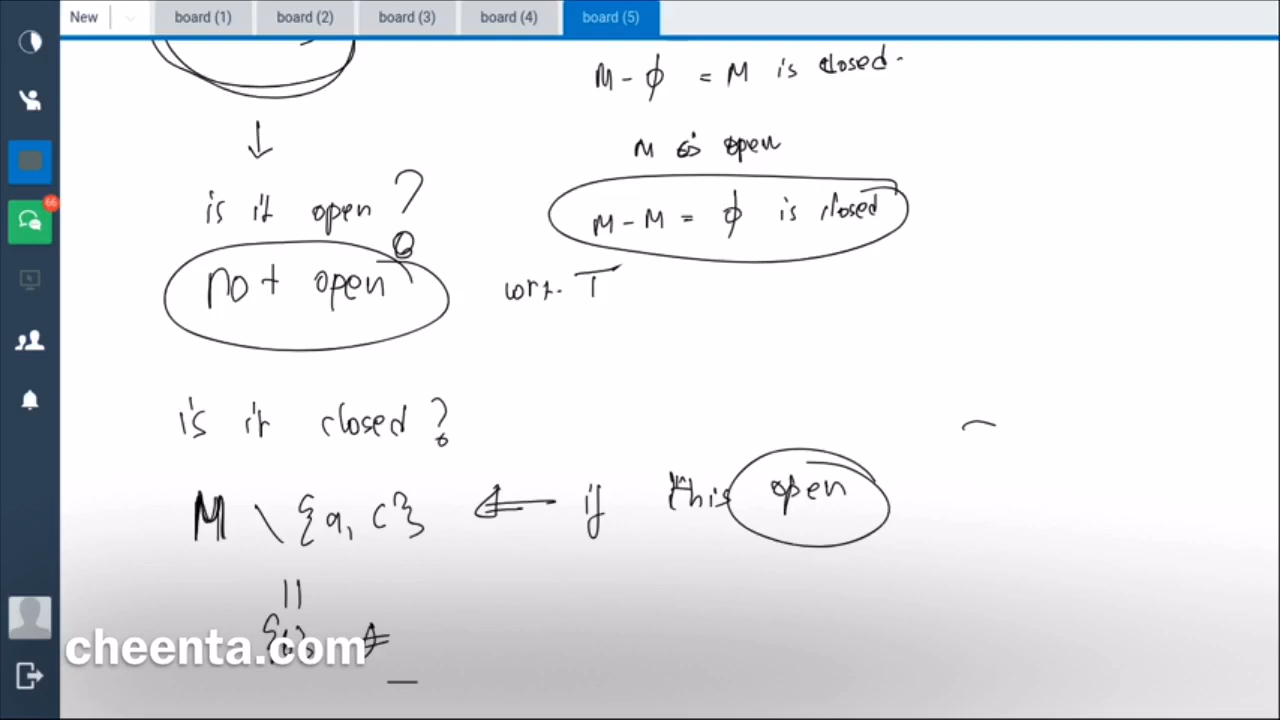 New
board (1)
board (2)
board (3)
board (4)
board (5)
66
M - ϕ = M is closed.
M is open
M - M = ϕ is closed
is it open?
not open
wrt. T
is it closed?
M \ {a, c} ⇐ if this open
||
cheenta.com